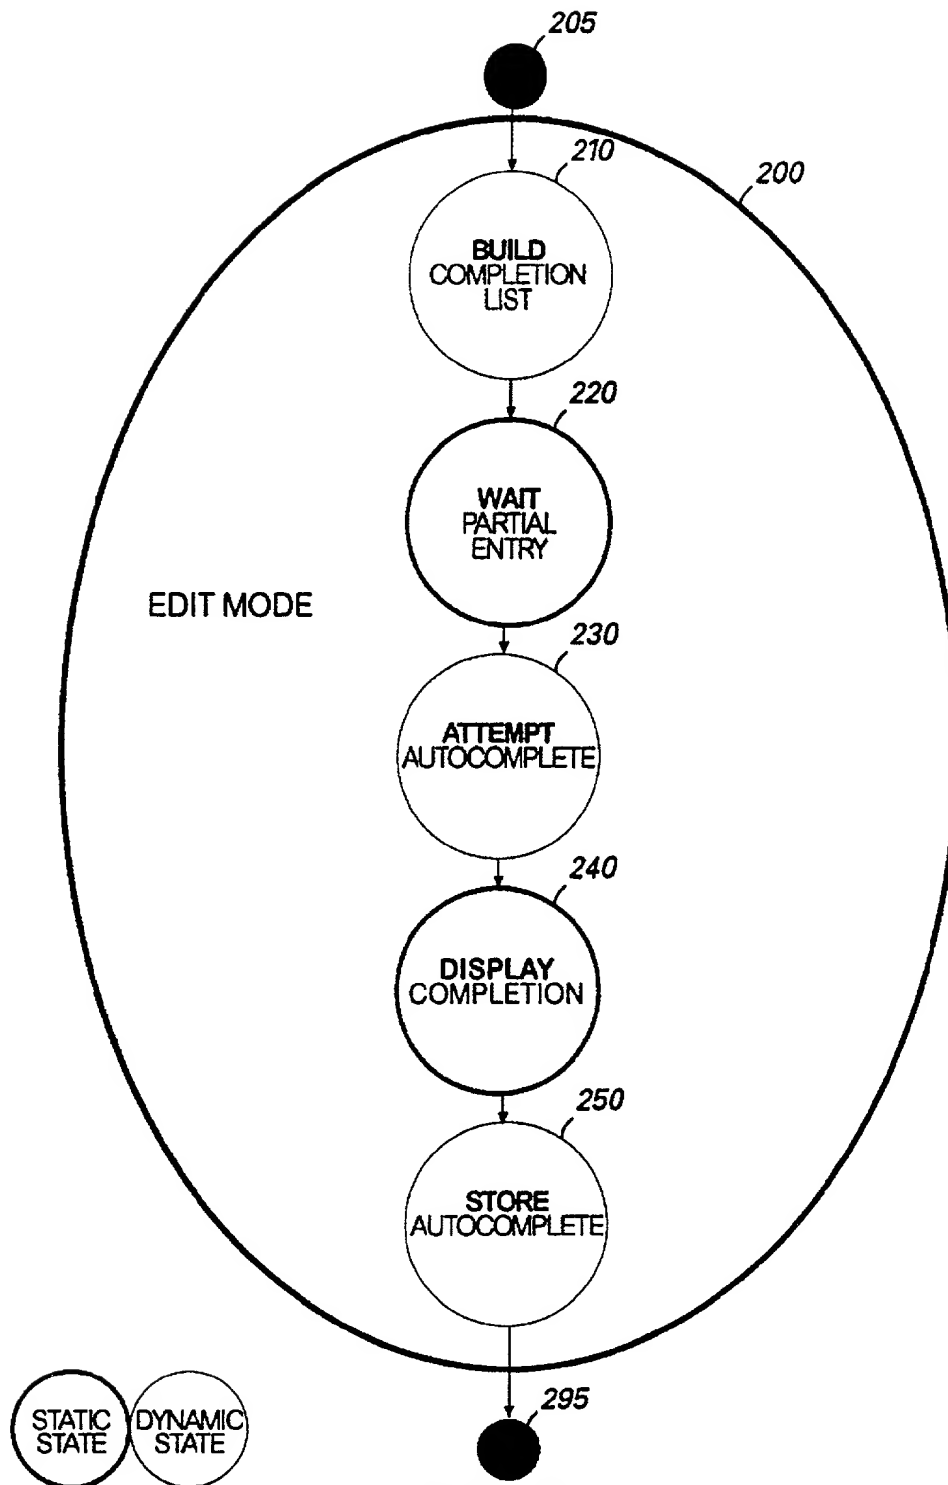 205
210
200
BUILD
COMPLETION
LIST
220
WAIT
PARTIAL
ENTRY
EDIT MODE
230
ATTEMPT
AUTOCOMPLETE
240
DISPLAY
COMPLETION
250
STORE
AUTOCOMPLETE
295
STATIC
STATE
DYNAMIC
STATE